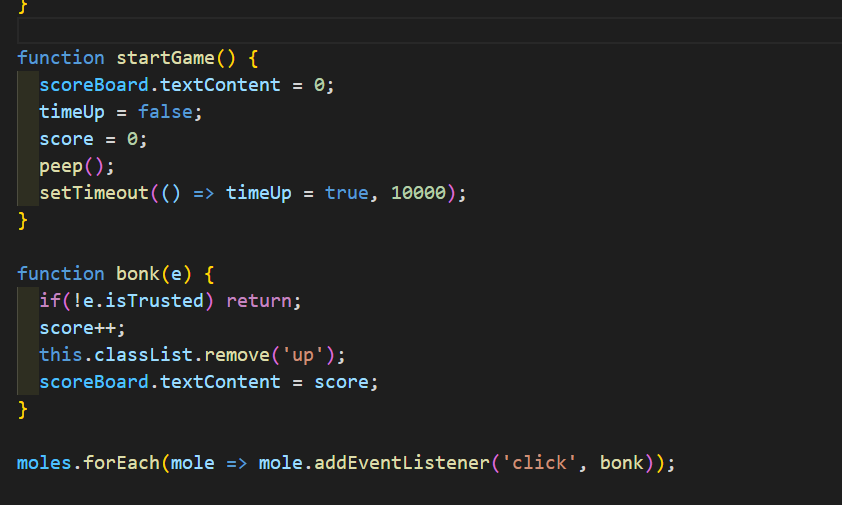 }
function startGame() {
scoreBoard.textContent = 0;
timeUp = false;
score = 0;
peep();
setTimeout(() => timeUp = true, 10000);
}
function bonk(e) {
if(!e.isTrusted) return;
score++;
this.classList.remove('up');
scoreBoard.textContent = score;
}
moles.forEach(mole => mole.addEventListener('click', bonk));